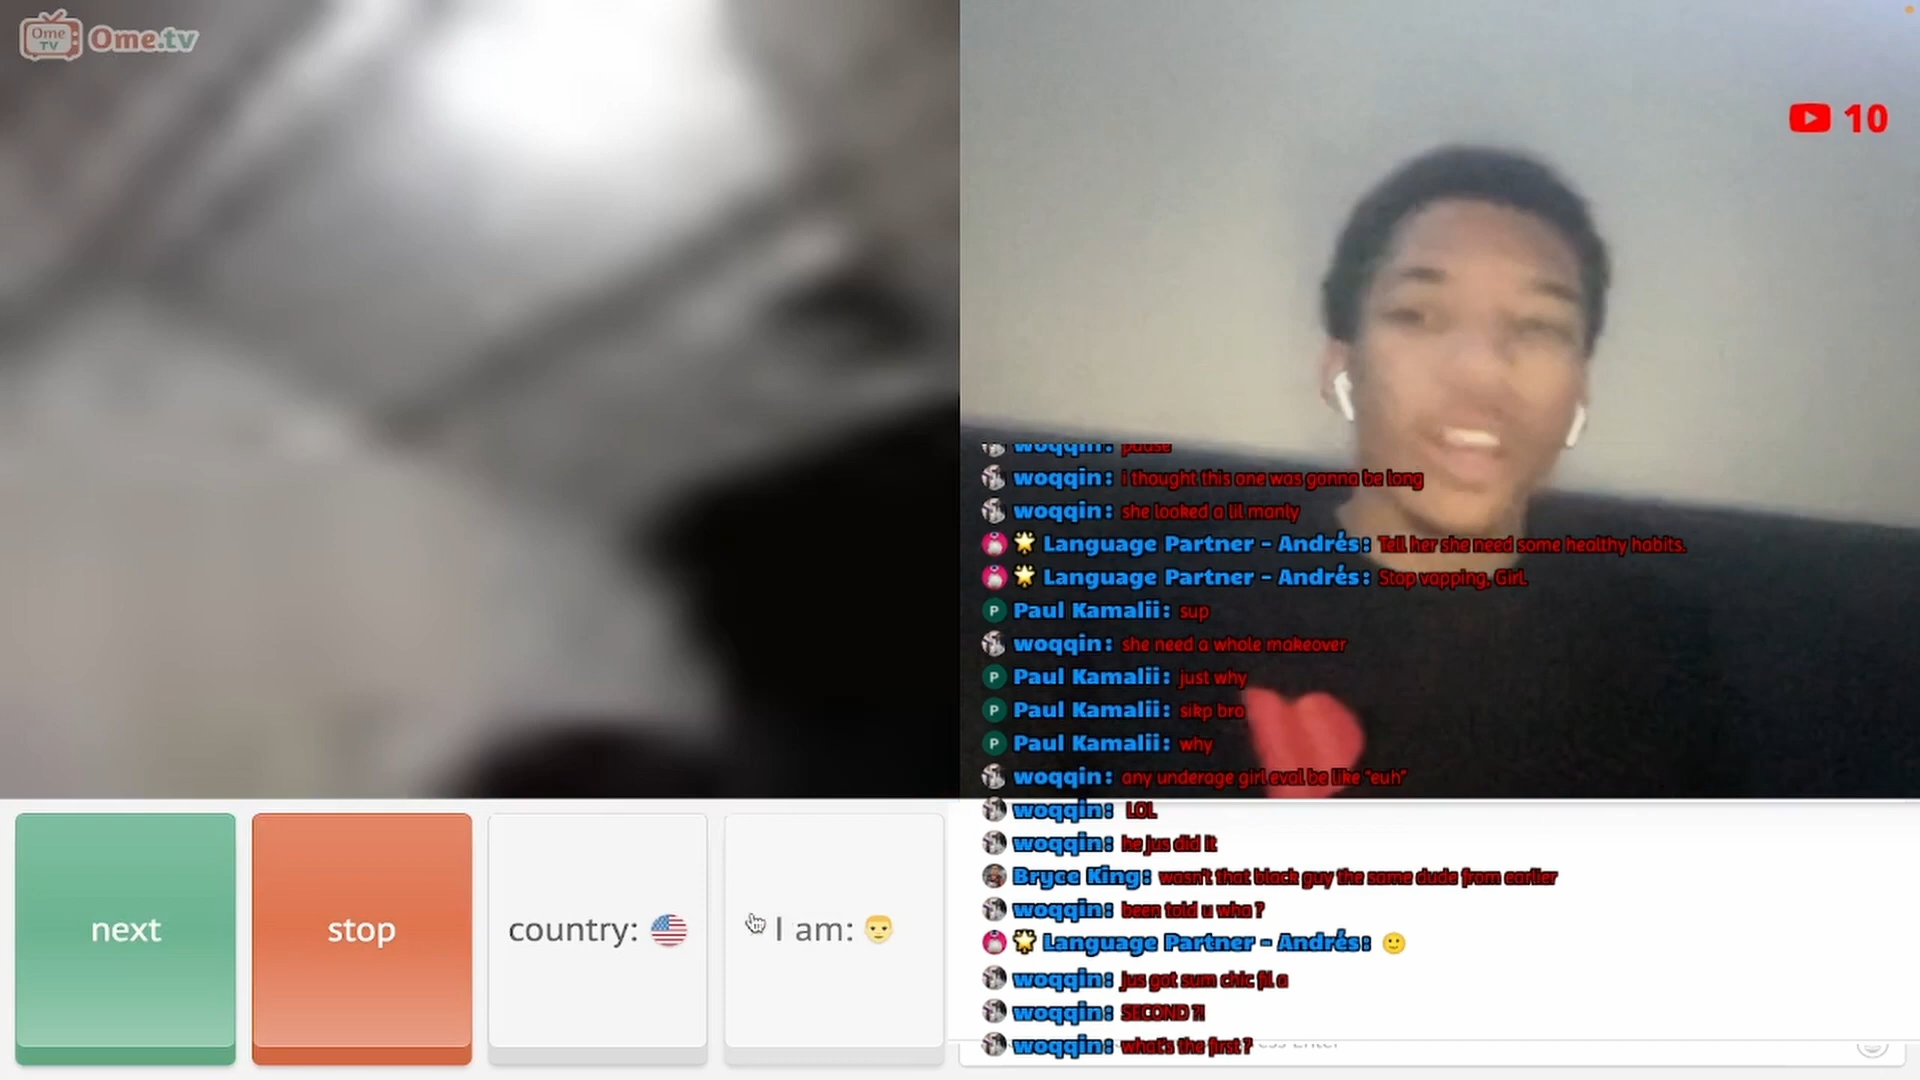 Ome TV Ome.tv
10
woqqin: pause
woqqin: i thought this one was gonna be long
woqqin: she looked a lil manly
Language Partner - Andrés: Tell her she need some healthy habits.
Language Partner - Andrés: Stop vapping, Girl.
P Paul Kamalii: sup
woqqin: she need a whole makeover
P Paul Kamalii: just why
P Paul Kamalii: sikp bro
P Paul Kamalii: why
woqqin: any underage girl eval be like "euh"
woqqin: LOL
woqqin: he jus did it
Bryce King: wasn't that black guy the same dude from earlier
woqqin: been told u wha ?
Language Partner - Andrés: 🙂
woqqin: jus got sum chic fil a
woqqin: SECOND ?!
woqqin: what's the first ?
next
stop
country:
I am: